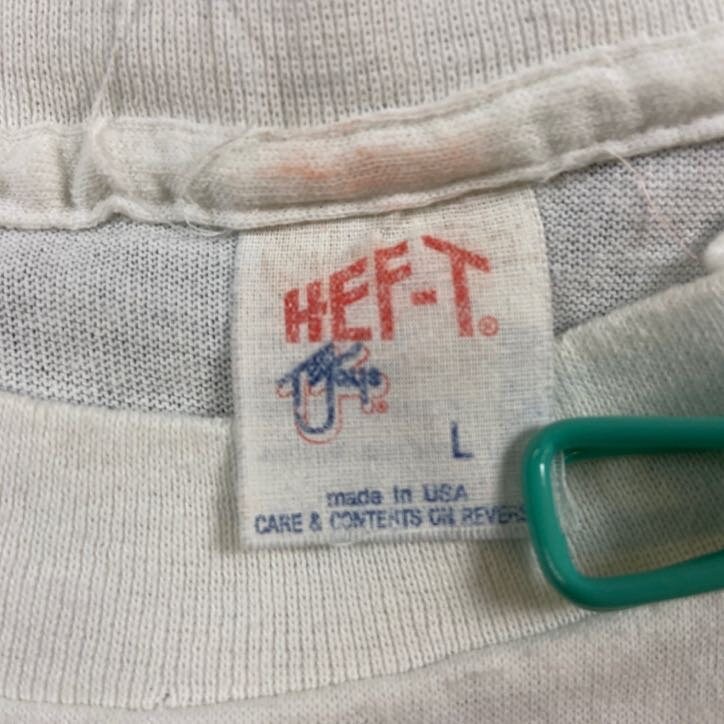 HEF-T®
L
made in USA
CARE & CONTENTS ON REVERS